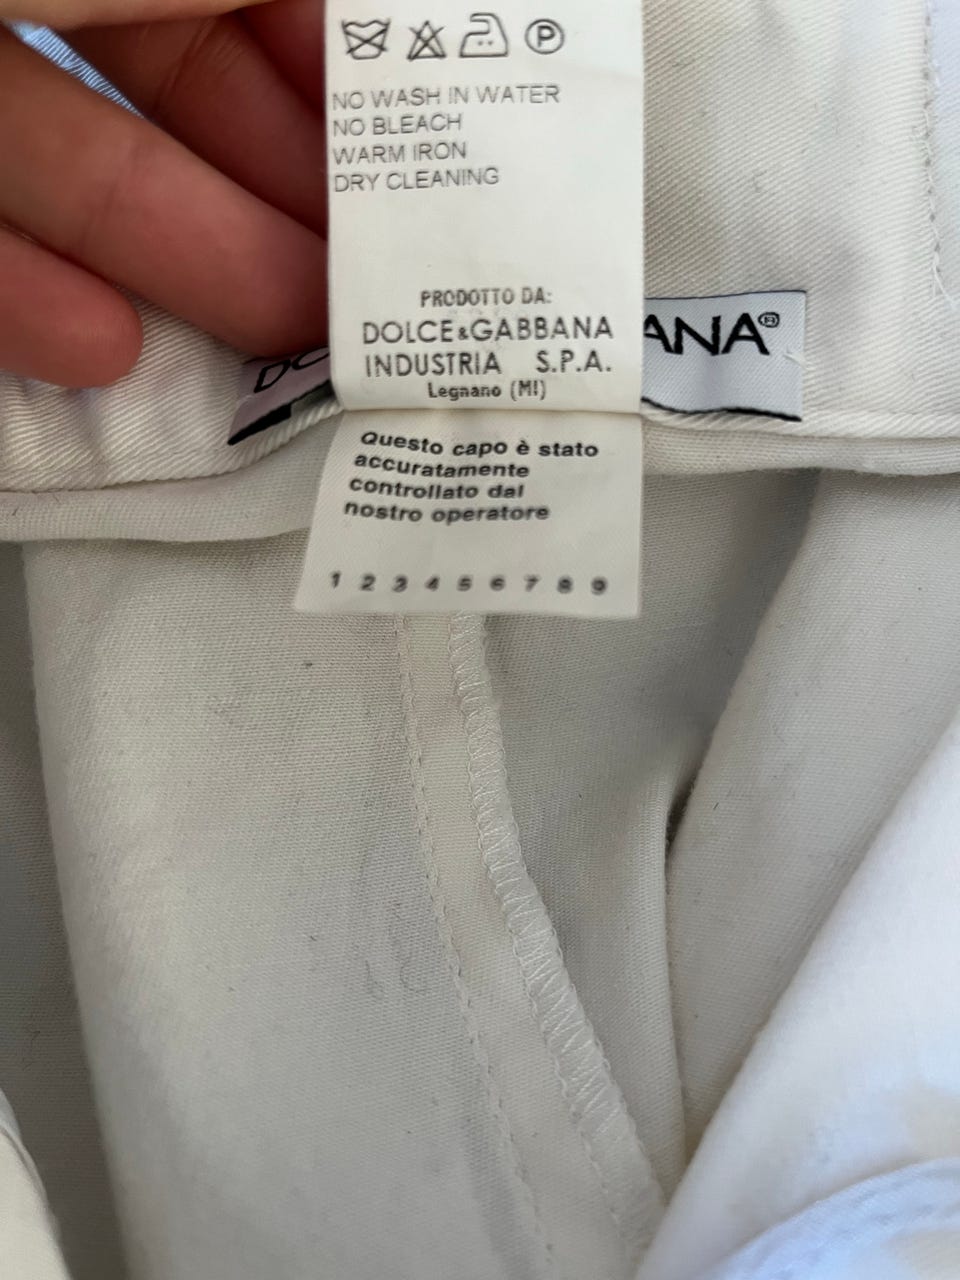 P
NO WASH IN WATER
NO BLEACH
WARM IRON
DRY CLEANING
PRODOTTO DA:
DOLCE&GABBANA
INDUSTRIA S.P.A.
Legnano (MI)
ANA®
Questo capo è stato
accuratamente
controllato dal
nostro operatore
1 2 3 4 5 6 7 8 9